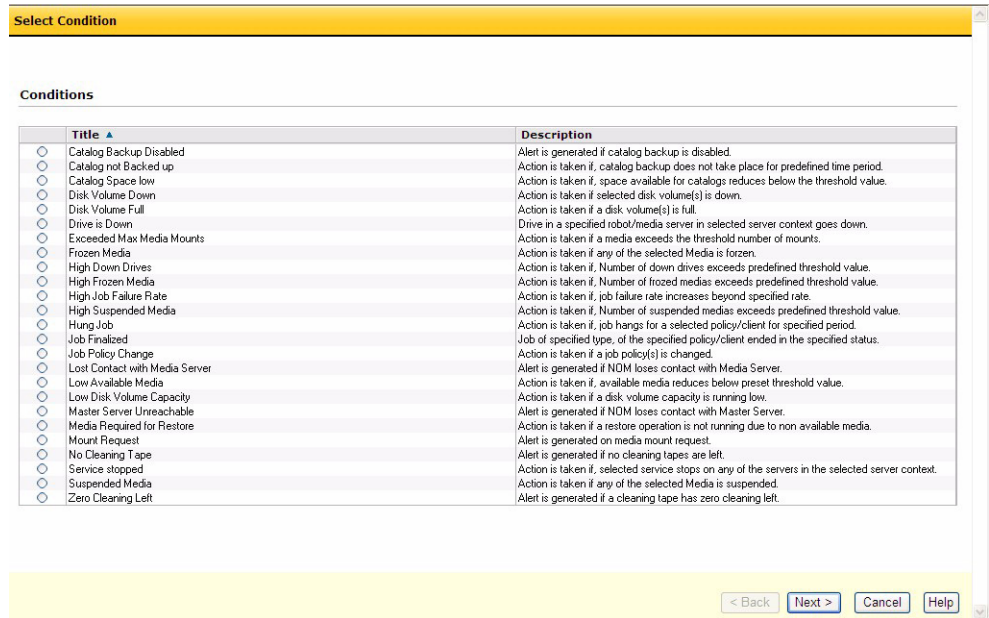 Select Condition
Conditions
Title Description
Catalog Backup Disabled Alert is generated if catalog backup is disabled.
Catalog not Backed up Action is taken if, catalog backup does not take place for predefined time period.
Catalog Space low Action is taken if, space available for catalogs reduces below the threshold value.
Disk Volume Down Action is taken if selected disk volume(s) is down.
Disk Volume Full Action is taken if a disk volume(s) is full.
Drive is Down Drive in a specified robot/media server in selected server context goes down.
Exceeded Max Media Mounts Action is taken if a media exceeds the threshold number of mounts.
Frozen Media Action is taken if any of the selected Media is forzen.
High Down Drives Action is taken if, Number of down drives exceeds predefined threshold value.
High Frozen Media Action is taken if, Number of frozed medias exceeds predefined threshold value.
High Job Failure Rate Action is taken if, job failure rate increases beyond specified rate.
High Suspended Media Action is taken if, Number of suspended medias exceeds predefined threshold value.
Hung Job Action is taken if, job hangs for a selected policy/client for specified period.
Job Finalized Job of specified type, of the specified policy/client ended in the specified status.
Job Policy Change Action is taken if a job policy(s) is changed.
Lost Contact with Media Server Alert is generated if NOM loses contact with Media Server.
Low Available Media Action is taken if, available media reduces below preset threshold value.
Low Disk Volume Capacity Action is taken if a disk volume capacity is running low.
Master Server Unreachable Alert is generated if NOM loses contact with Master Server.
Media Required for Restore Action is taken if a restore operation is not running due to non available media.
Mount Request Alert is generated on media mount request.
No Cleaning Tape Alert is generated if no cleaning tapes are left.
Service stopped Action is taken if, selected service stops on any of the servers in the selected server context.
Suspended Media Action is taken if any of the selected Media is suspended.
Zero Cleaning Left Alert is generated if a cleaning tape has zero cleaning left.
< Back Next > Cancel Help